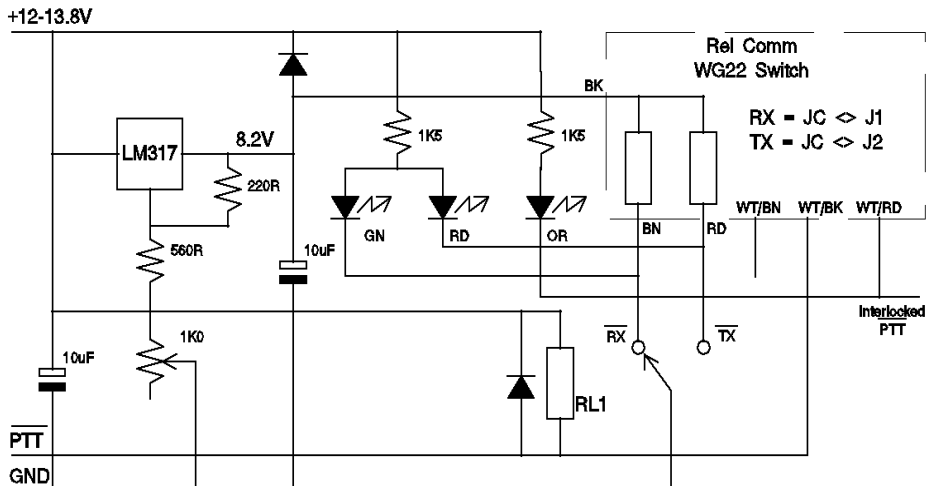 +12-13.8V
Rel Comm
WG22 Switch
BK
RX = JC <> J1
TX = JC <> J2
1K5
1K5
LM317
8.2V
220R
WT/BN
WT/BK
WT/RD
GN
RD
OR
BN
RD
560R
10uF
Interlocked
PTT
1K0
RX
TX
10uF
RL1
PTT
GND